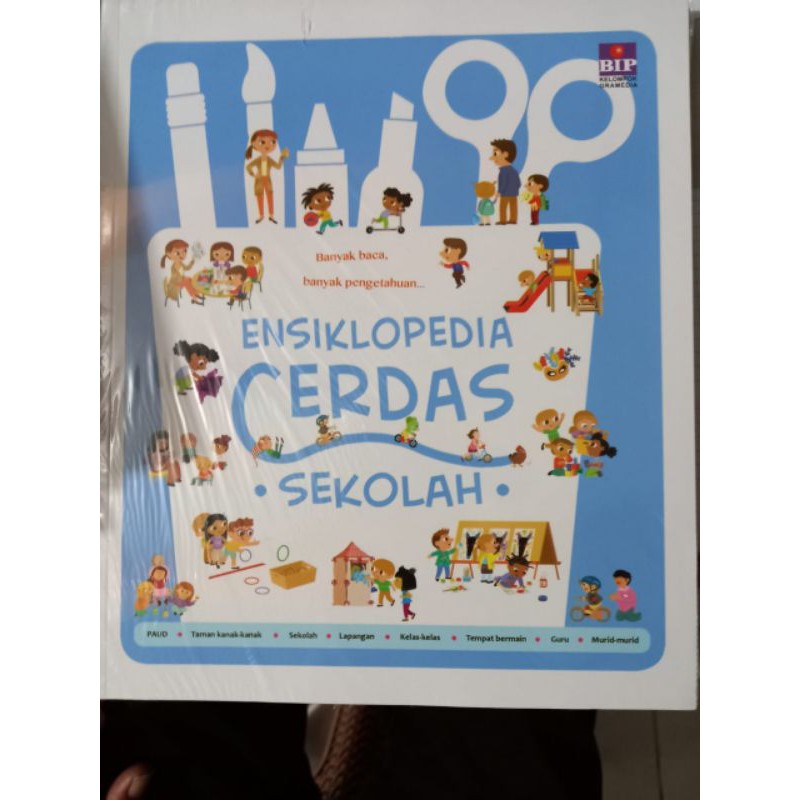 BIP
KELOMPOK
GRAMEDIA
Banyak baca,
banyak pengetahuan...
ENSIKLOPEDIA
CERDAS
• SEKOLAH •
PAUD • Taman kanak-kanak • Sekolah • Lapangan • Kelas-kelas • Tempat bermain • Guru • Murid-murid